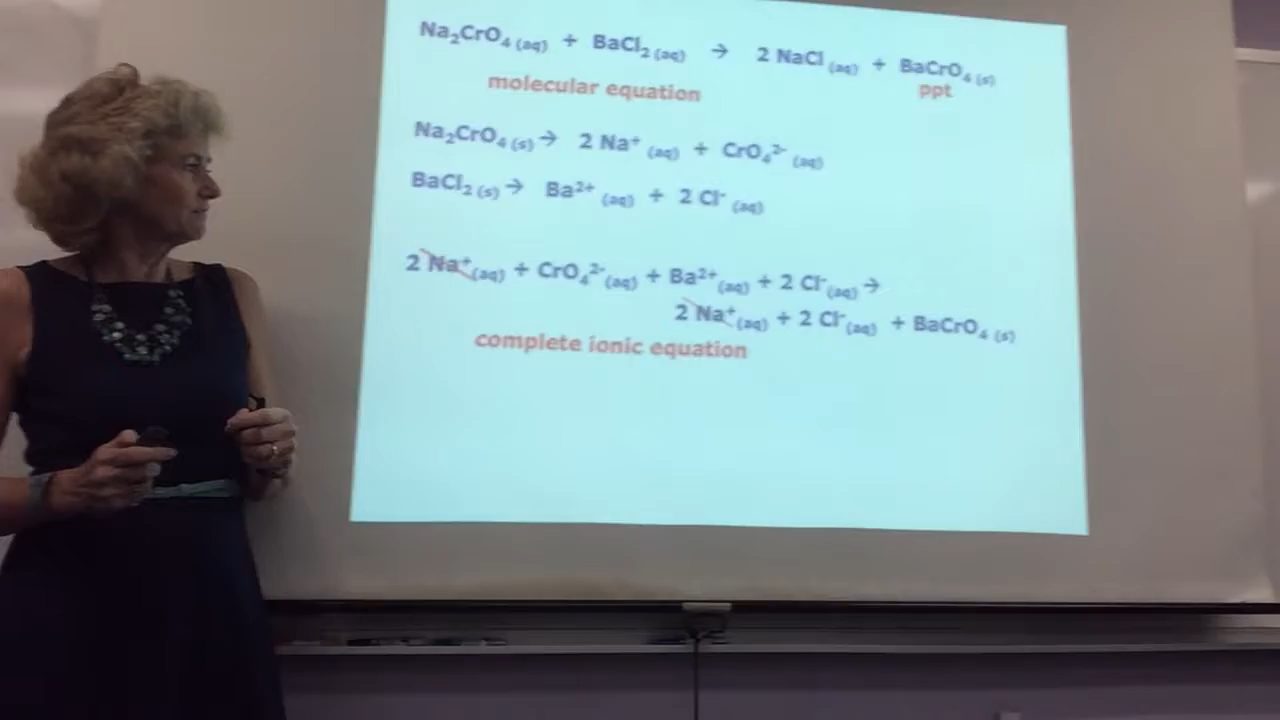 Na₂CrO₄ (aq) + BaCl₂ (aq) → 2 NaCl (aq) + BaCrO₄ (s)
molecular equation ppt
Na₂CrO₄ (s) → 2 Na⁺ (aq) + CrO₄²⁻ (aq)
BaCl₂ (s) → Ba²⁺ (aq) + 2 Cl⁻ (aq)
2 Na⁺ (aq) + CrO₄²⁻ (aq) + Ba²⁺ (aq) + 2 Cl⁻ (aq) →
2 Na⁺ (aq) + 2 Cl⁻ (aq) + BaCrO₄ (s)
complete ionic equation